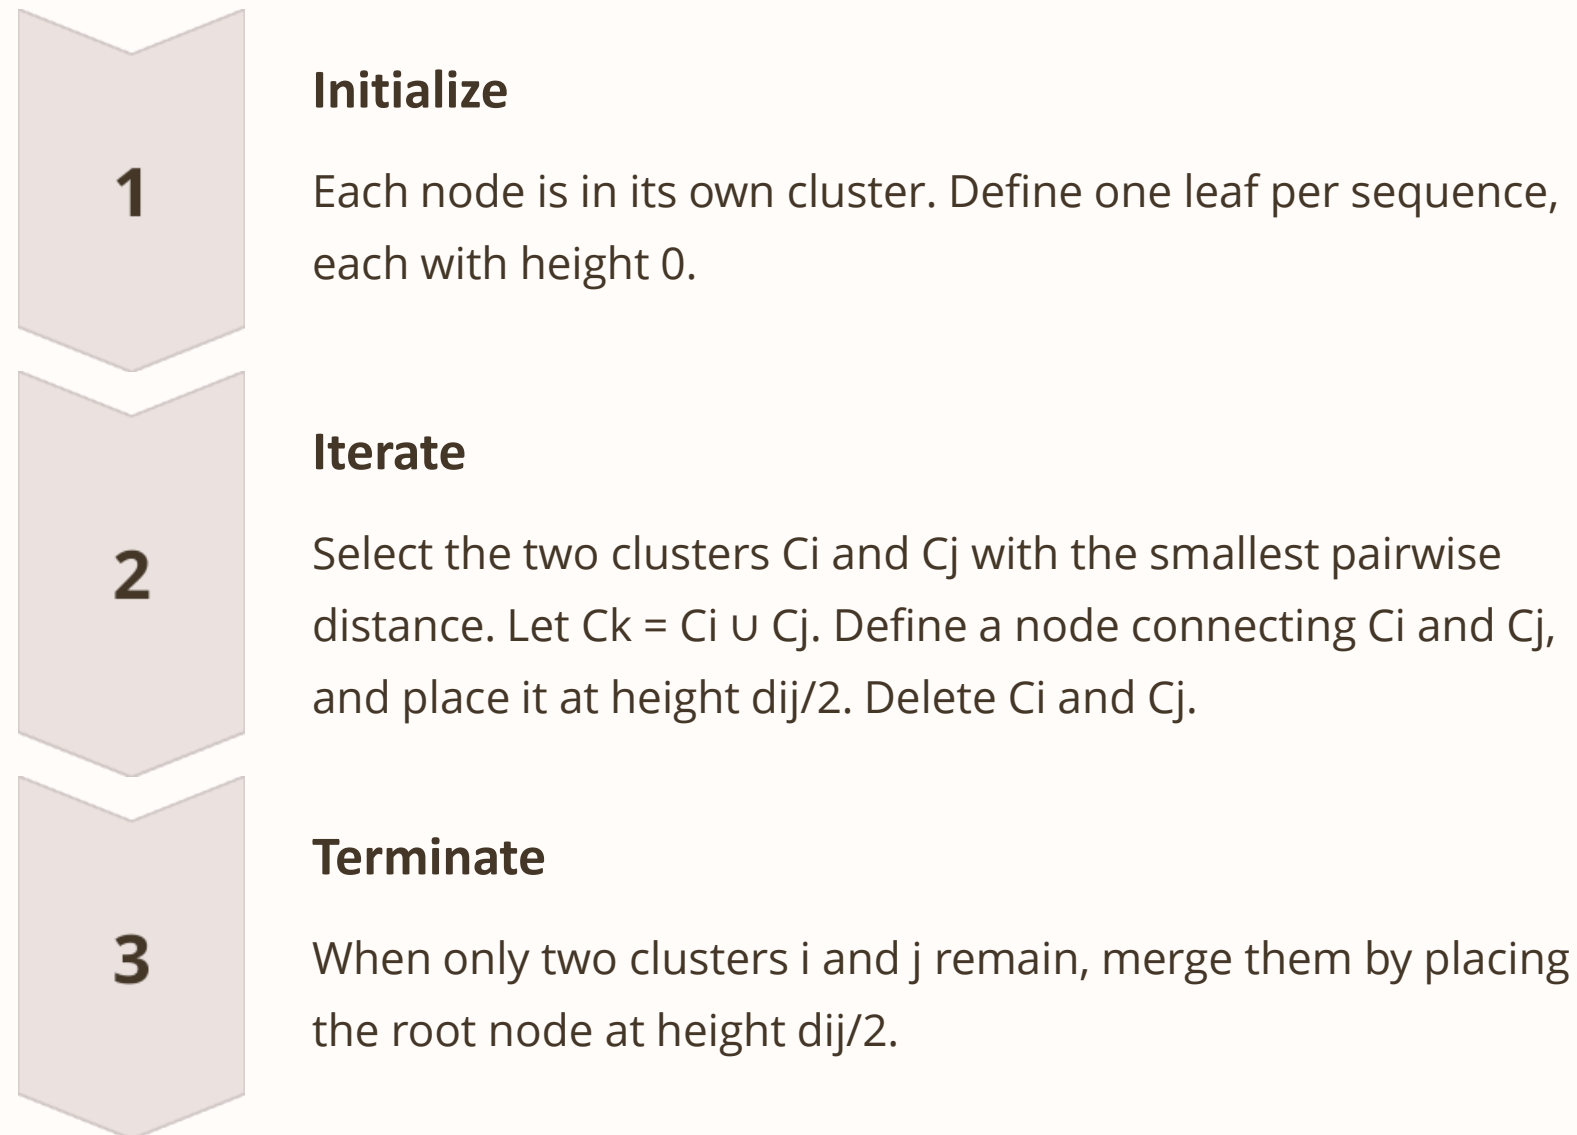 1
Initialize
Each node is in its own cluster. Define one leaf per sequence,
each with height 0.
2
Iterate
Select the two clusters Ci and Cj with the smallest pairwise
distance. Let Ck = Ci ∪ Cj. Define a node connecting Ci and Cj,
and place it at height dij/2. Delete Ci and Cj.
3
Terminate
When only two clusters i and j remain, merge them by placing
the root node at height dij/2.